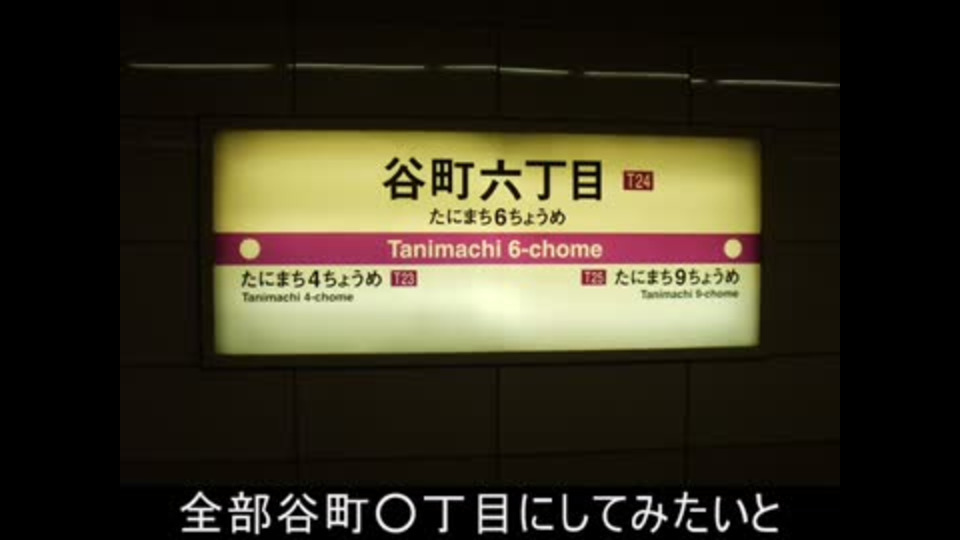 谷町六丁目 T24
たにまち6ちょうめ
Tanimachi 6-chome
たにまち4ちょうめ T23 T25 たにまち9ちょうめ
Tanimachi 4-chome Tanimachi 9-chome
全部谷町〇丁目にしてみたいと